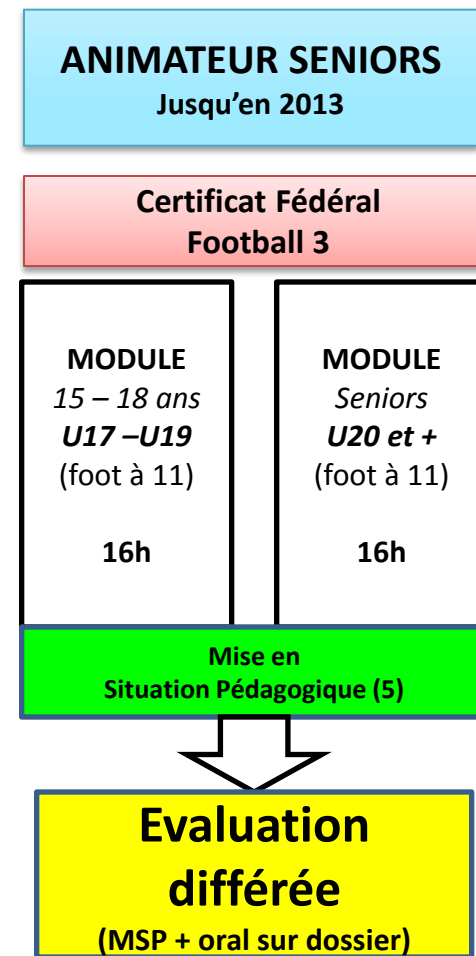 ANIMATEUR SENIORS
Jusqu'en 2013
Certificat Fédéral
Football 3
MODULE
15 – 18 ans
U17 –U19
(foot à 11)
16h
MODULE
Seniors
U20 et +
(foot à 11)
16h
Mise en
Situation Pédagogique (5)
Evaluation
différée
(MSP + oral sur dossier)